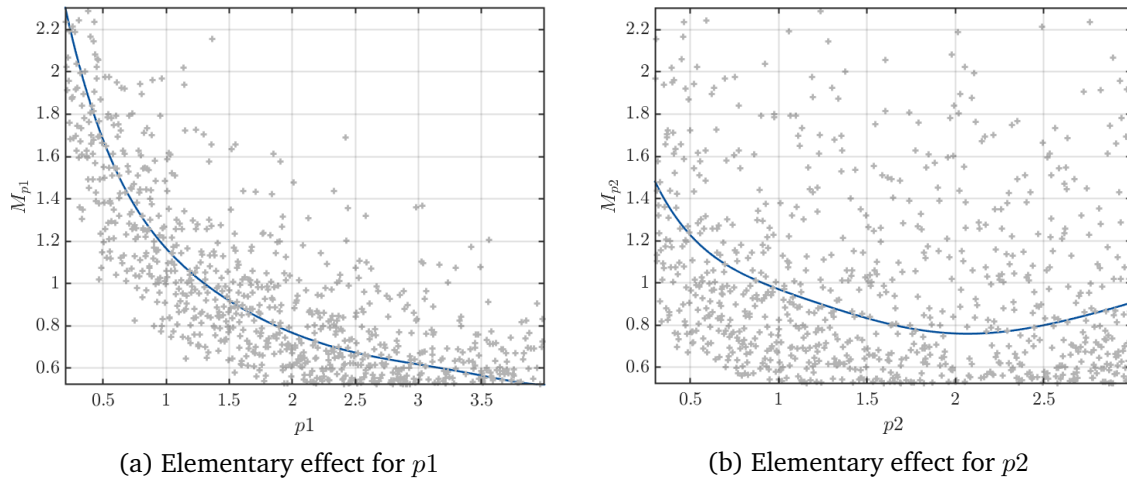 2.2
2
1.8
1.6
1.4
1.2
1
0.8
0.6
M_{p1}
0.5 1 1.5 2 2.5 3 3.5
p1
(a) Elementary effect for p1
2.2
2
1.8
1.6
1.4
1.2
1
0.8
0.6
M_{p2}
0.5 1 1.5 2 2.5
p2
(b) Elementary effect for p2